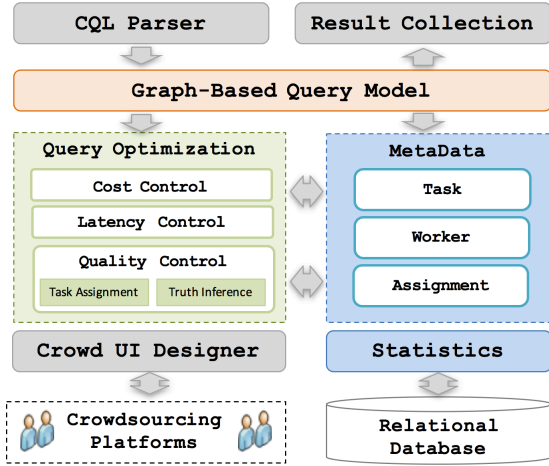 CQL Parser
Result Collection
Graph-Based Query Model
Query Optimization
Cost Control
Latency Control
Quality Control
Task Assignment
Truth Inference
MetaData
Task
Worker
Assignment
Crowd UI Designer
Statistics
Crowdsourcing
Platforms
Relational
Database